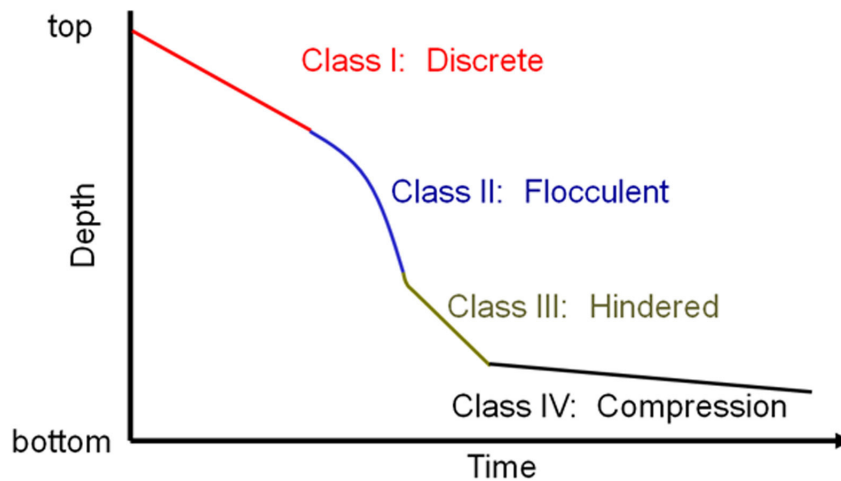 top
Class I: Discrete
Depth
Class II: Flocculent
Class III: Hindered
Class IV: Compression
bottom
Time